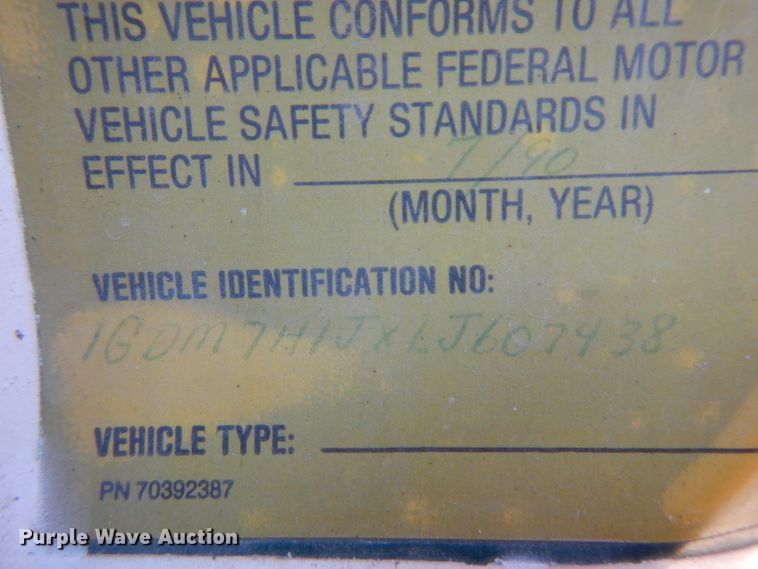 THIS VEHICLE CONFORMS TO ALL
OTHER APPLICABLE FEDERAL MOTOR
VEHICLE SAFETY STANDARDS IN
EFFECT IN 7/90
(MONTH, YEAR)
VEHICLE IDENTIFICATION NO:
1GDM7H1JXLJ607438
VEHICLE TYPE:
PN 70392387
Purple Wave Auction